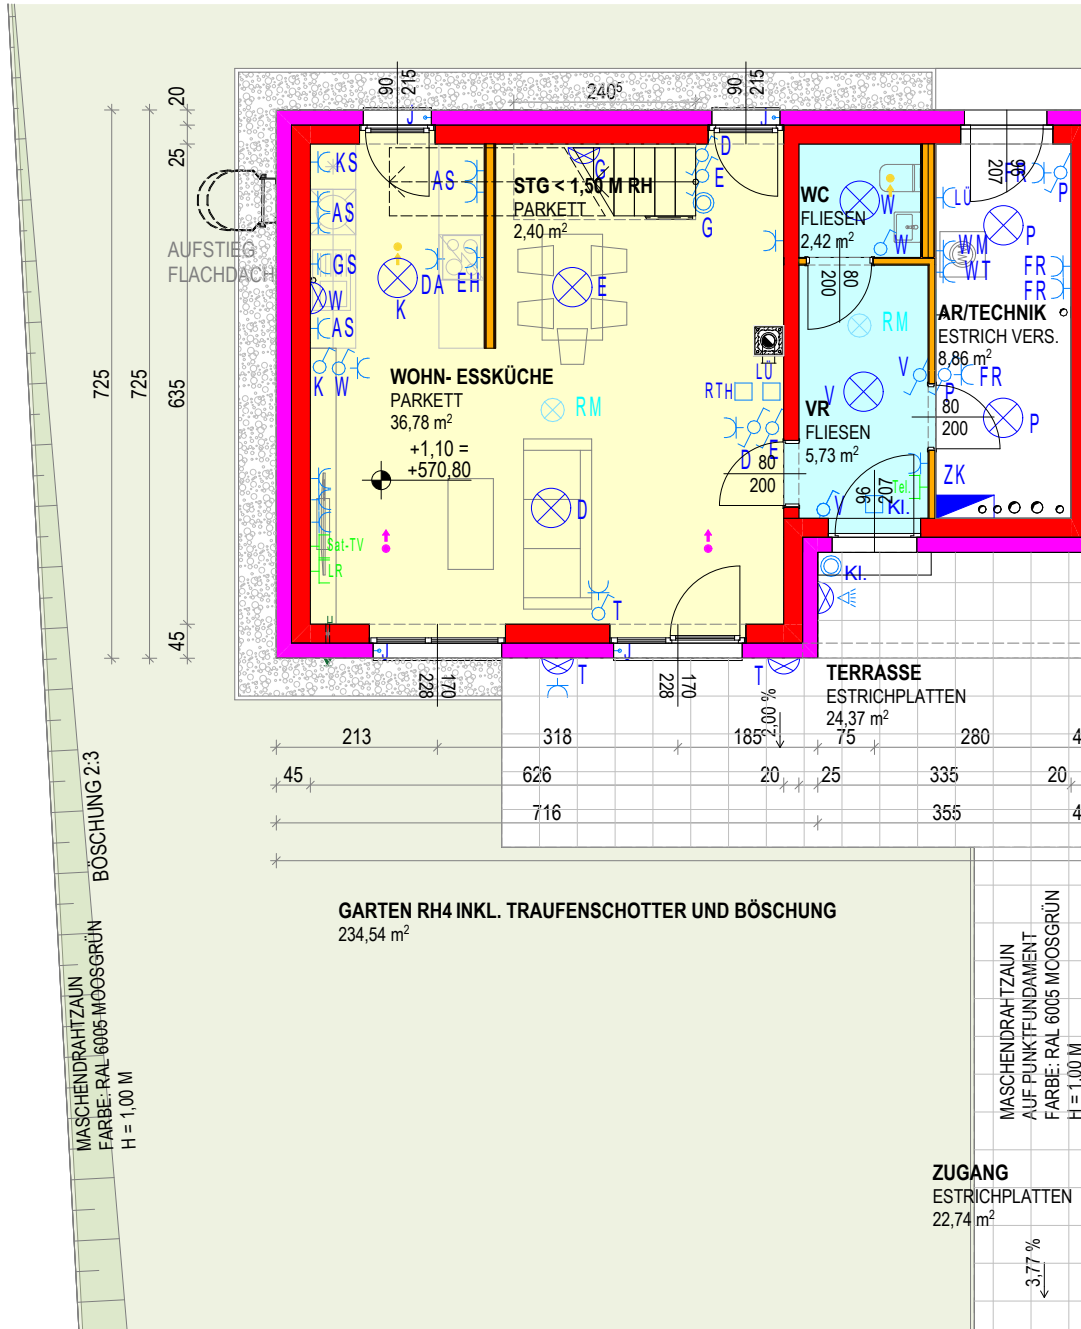 90
215
90
215
240⁵
20
25
725
725
635
45
J
J
KS
AS
AS
GS
W
AS
K
W
DA
EH
K
AUFSTIEG
FLACHDACH
STG < 1,50 M RH
PARKETT
2,40 m²
G
D
E
G
E
WC
FLIESEN
2,42 m²
W
W
80
200
LÜ
WM
WT
P
P
FR
FR
96
207
AR/TECHNIK
ESTRICH VERS.
8,86 m²
FR
P
P
80
200
ZK
WOHN- ESSKÜCHE
PARKETT
36,78 m²
+1,10 =
+570,80
RM
RTH
LÜ
D
E
80
200
RM
V
V
VR
FLIESEN
5,73 m²
V
96
207
Tel.
Kl.
Kl.
D
Sat-TV
LR
T
J
J
T
T
228
170
228
170
TERRASSE
ESTRICHPLATTEN
24,37 m²
2,00 %
213
318
185
75
280
45
626
20
25
335
20
716
355
BÖSCHUNG 2:3
GARTEN RH4 INKL. TRAUFENSCHOTTER UND BÖSCHUNG
234,54 m²
MASCHENDRAHTZAUN
FARBE: RAL 6005 MOOSGRÜN
H = 1,00 M
MASCHENDRAHTZAUN
AUF PUNKTFUNDAMENT
FARBE: RAL 6005 MOOSGRÜN
H = 1,00 M
ZUGANG
ESTRICHPLATTEN
22,74 m²
3,77 %